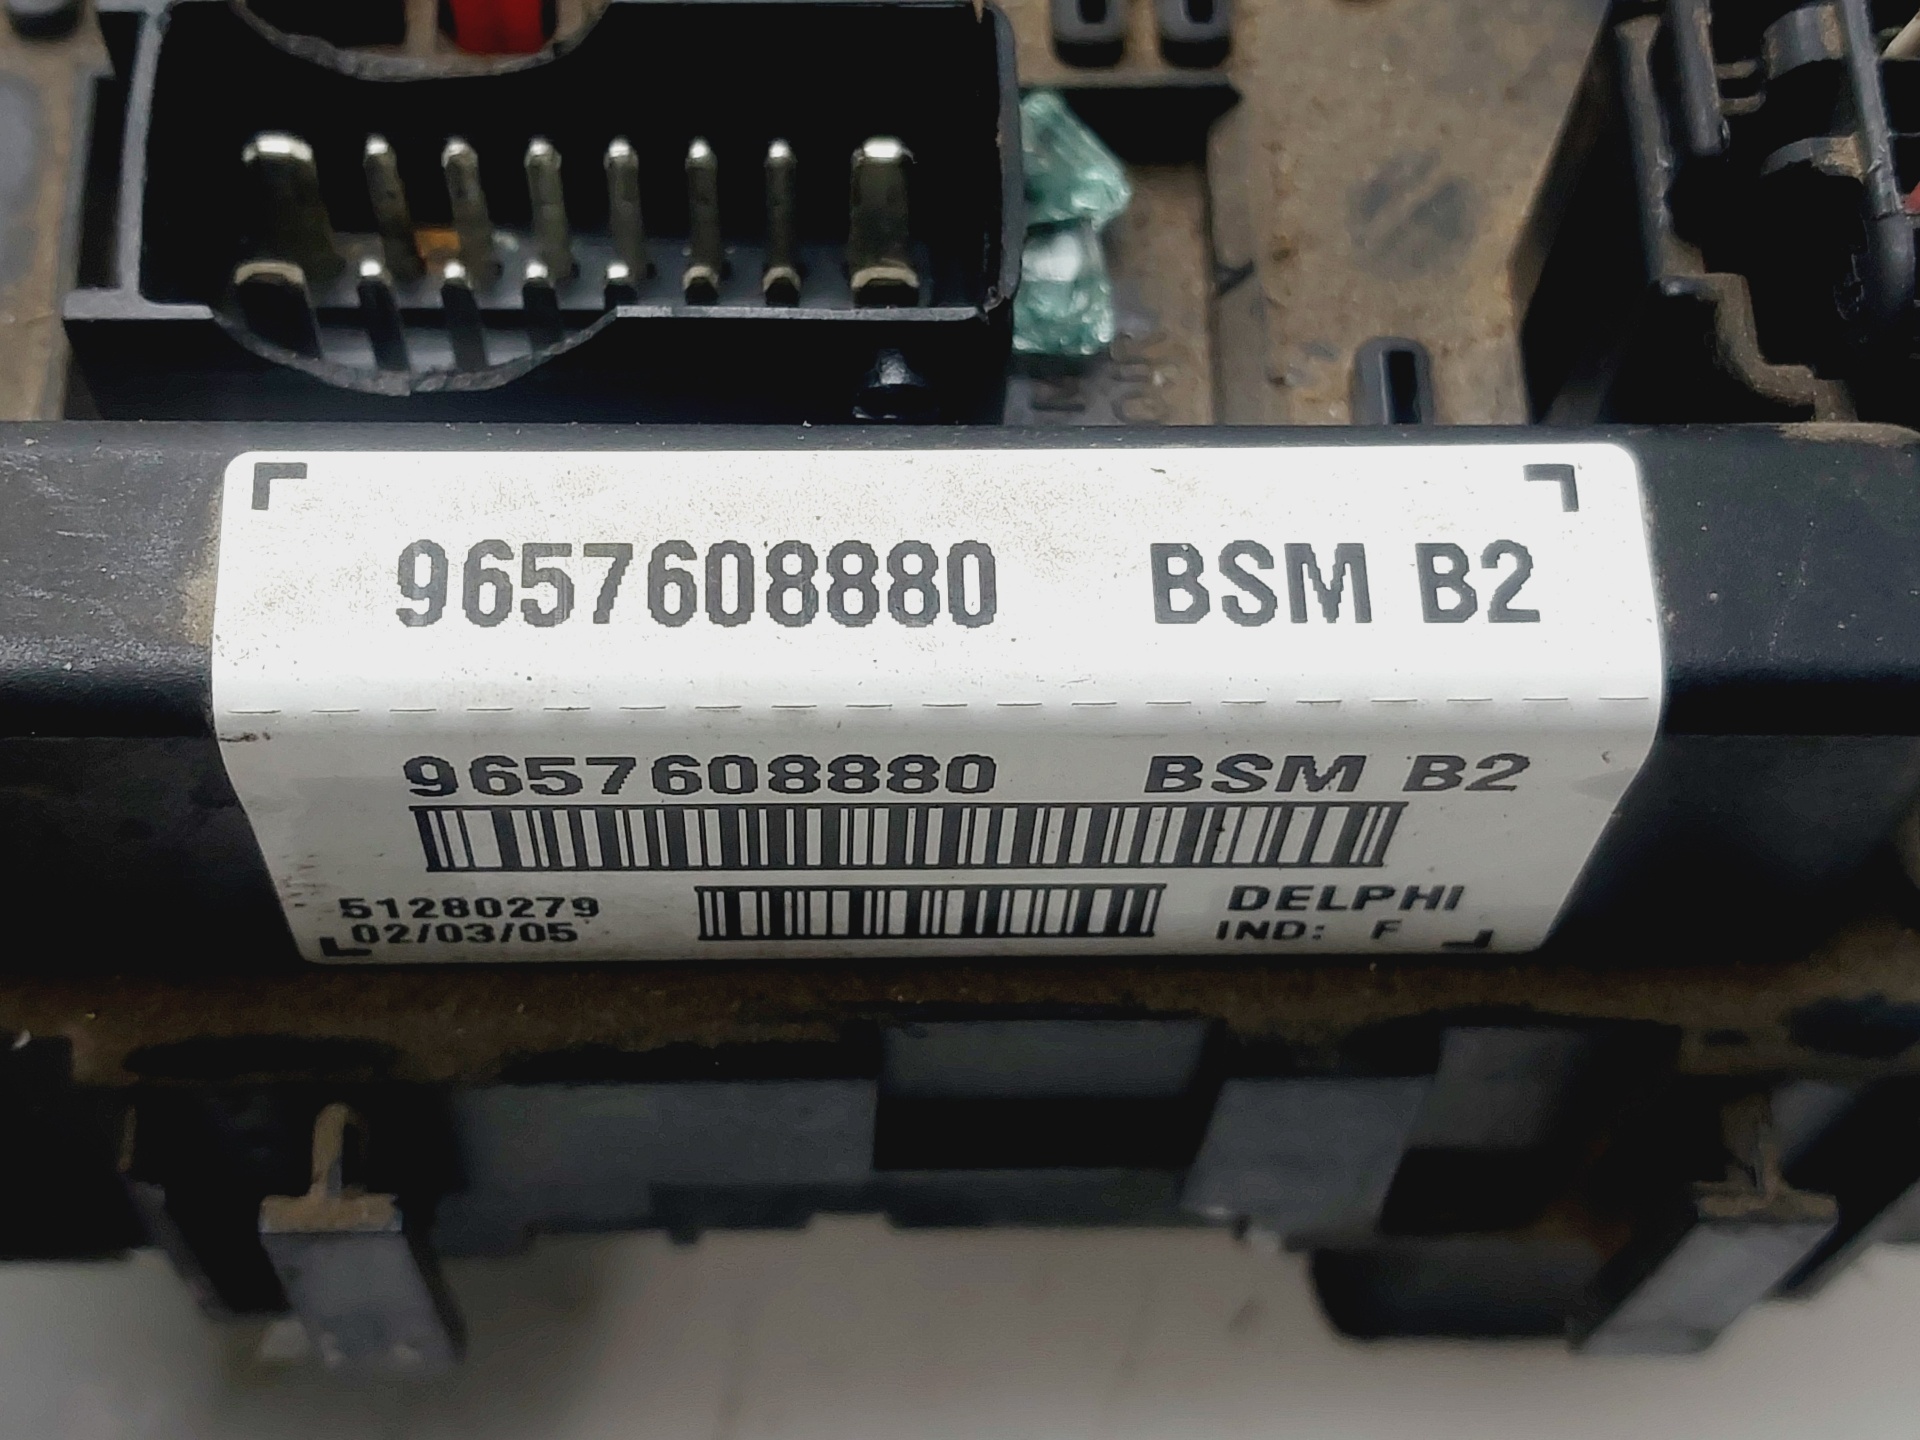 9657608880 BSM B2
9657608880 BSM B2
51280279
02/03/05
DELPHI
IND: F